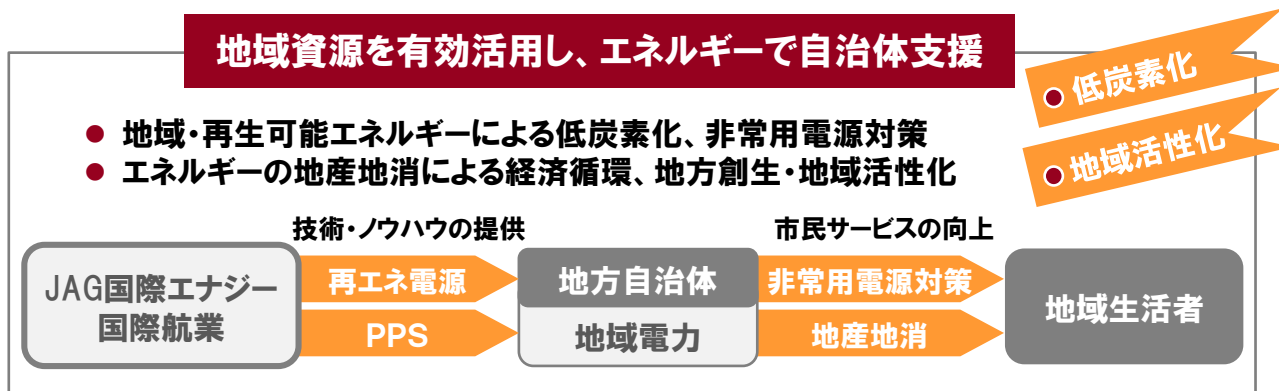 地域資源を有効活用し、エネルギーで自治体支援
● 低炭素化
● 地域活性化
● 地域・再生可能エネルギーによる低炭素化、非常用電源対策
● エネルギーの地産地消による経済循環、地方創生・地域活性化
技術・ノウハウの提供
市民サービスの向上
JAG国際エナジー
国際航業
再エネ電源
PPS
地方自治体
地域電力
非常用電源対策
地産地消
地域生活者